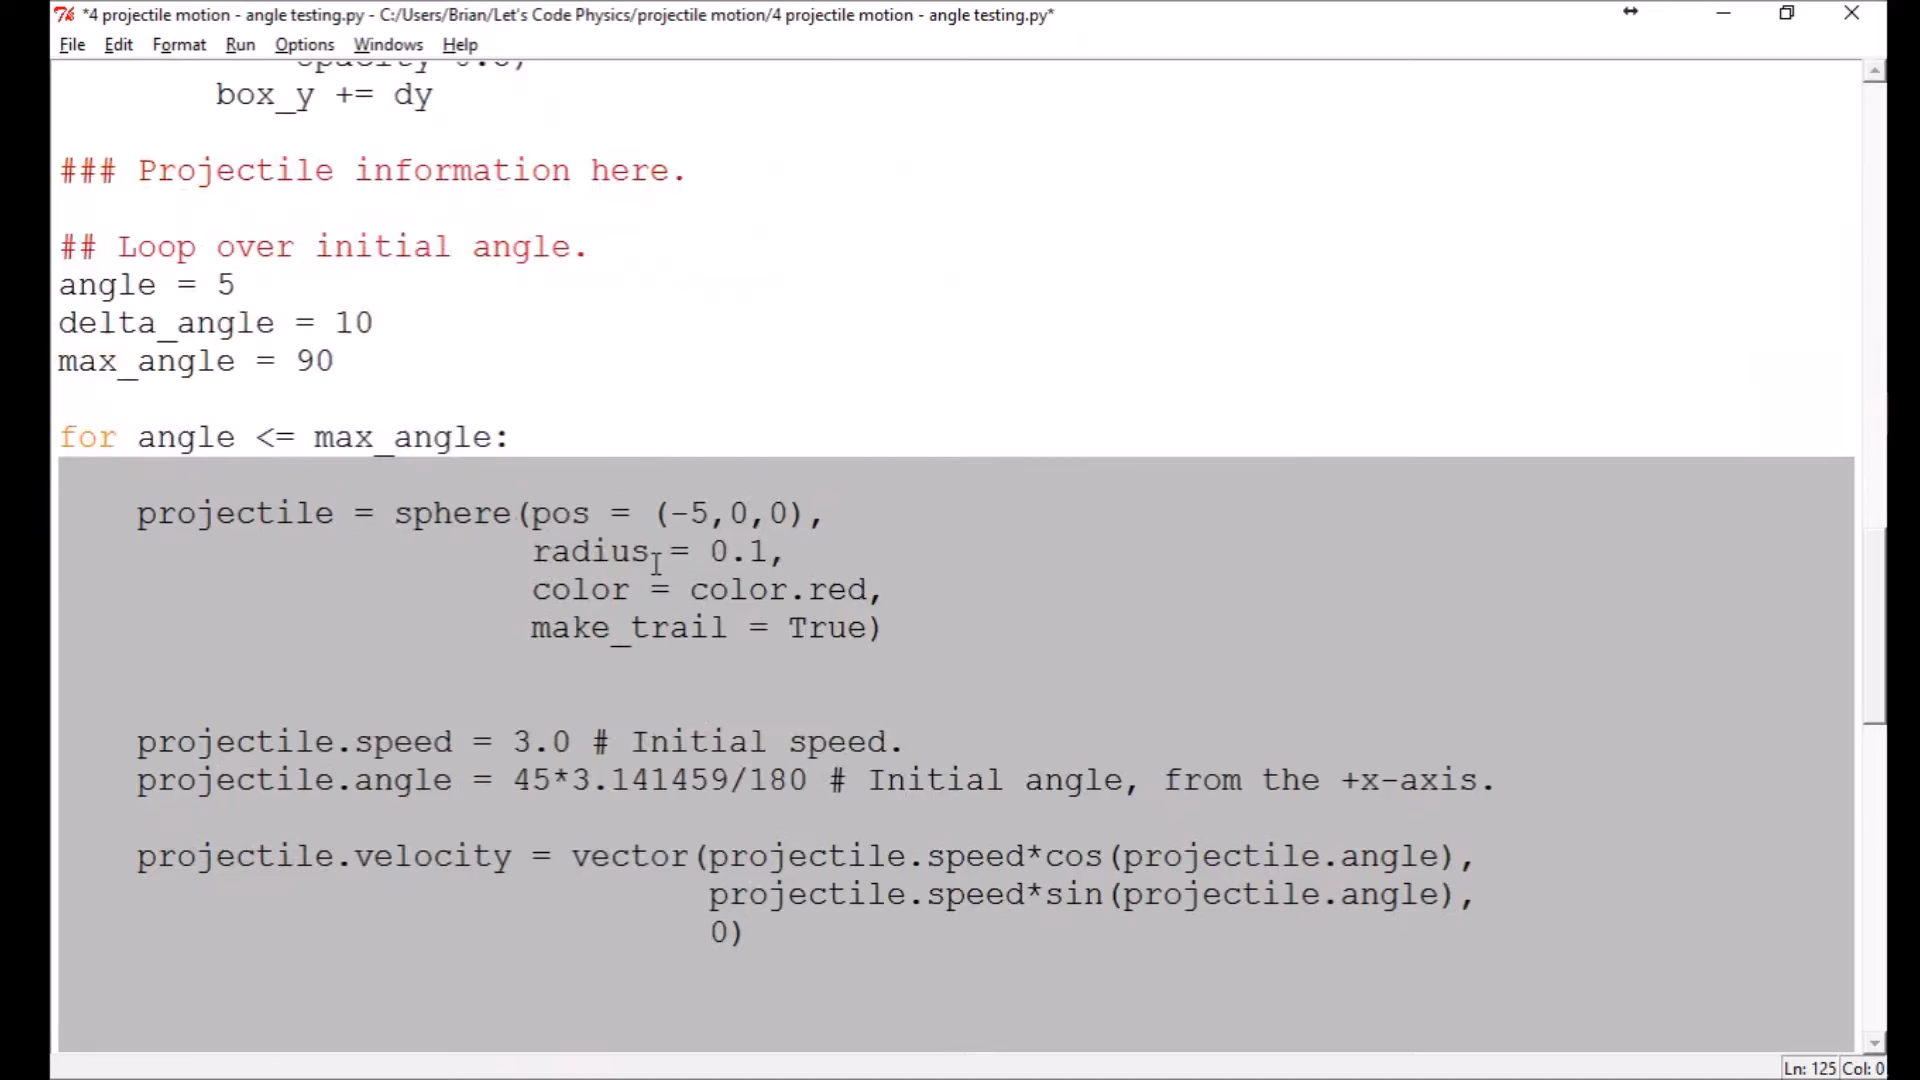 *4 projectile motion - angle testing.py - C:/Users/Brian/Let's Code Physics/projectile motion/4 projectile motion - angle testing.py*
File Edit Format Run Options Windows Help
box_y += dy
### Projectile information here.
## Loop over initial angle.
angle = 5
delta_angle = 10
max_angle = 90
for angle <= max_angle:
projectile = sphere(pos = (-5,0,0),
radius = 0.1,
color = color.red,
make_trail = True)
projectile.speed = 3.0 # Initial speed.
projectile.angle = 45*3.141459/180 # Initial angle, from the +x-axis.
projectile.velocity = vector(projectile.speed*cos(projectile.angle),
projectile.speed*sin(projectile.angle),
0)
Ln: 125 Col: 0